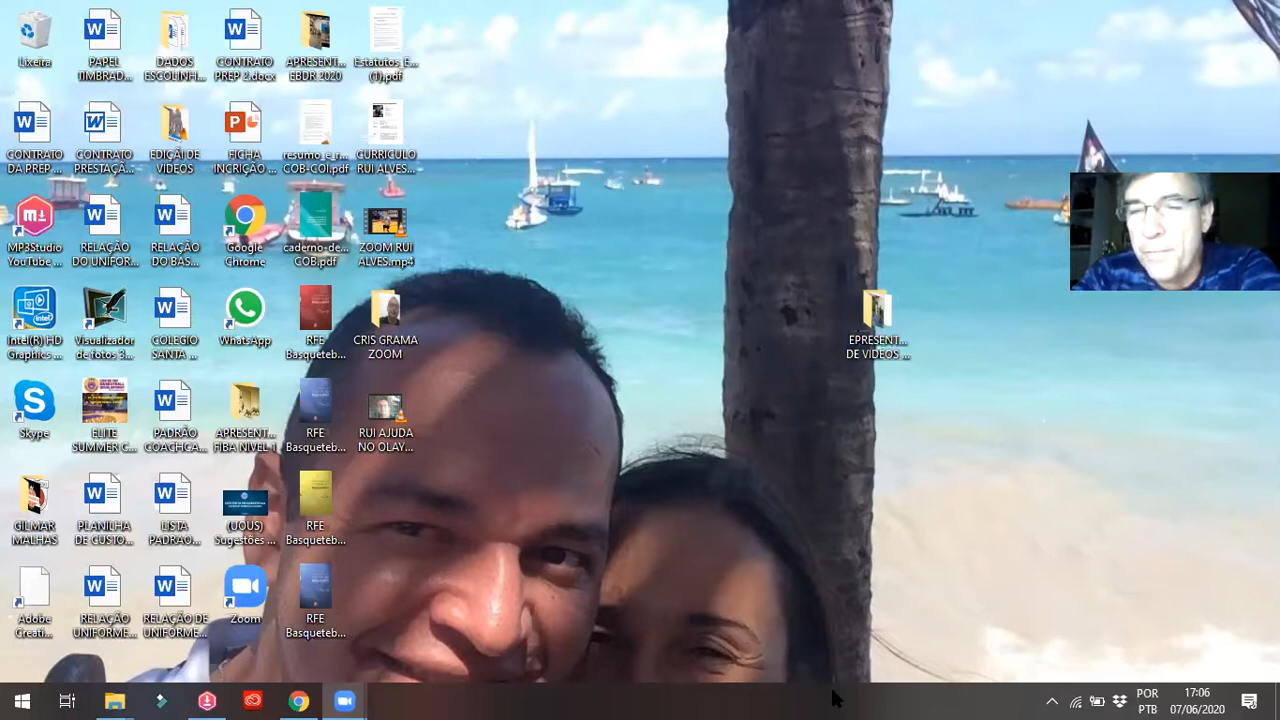 Lixeira
PAPEL
TIMBRAD...
DADOS
ESCOLINH...
CONTRATO
PREP 2.docx
APRESENT...
EBDR 2020
Estatutos_E...
(1).pdf
CONTRATO
DA PREP ...
CONTRATO
PRESTAÇA...
EDIÇÃI DE
VIDEOS
FICHA
INCRIÇÃO ...
resumo_e_r...
COB-COI.pdf
CURRICULO
RUI ALVES...
MP3Studio
YouTube ...
RELAÇÃO
DO UNIFOR...
RELAÇÃO
DO BAS...
Google
Chrome
caderno-de...
COB.pdf
ZOOM RUI
ALVES.mp4
Intel(R) HD
Graphics ...
Visualizador
de fotos 3...
COLEGIO
SANTA ...
WhatsApp
RFE
Basqueteb...
CRIS GRAMA
ZOOM
EPRESENT...
DE VIDEOS ...
Skype
ELITE
SUMMER C...
PADRÃO
COACHCA...
APRESENT...
FIBA NIVEL 1
RFE
Basqueteb...
RUI AJUDA
NO OLAY...
GILMAR
MALHAS
PLANILHA
DE CUSTO...
LISTA
PADRAO...
(UOUS)
Sugestões ...
RFE
Basqueteb...
Adobe
Creati...
RELAÇÃO
UNIFORME...
RELAÇÃO DE
UNIFORME...
Zoom
RFE
Basqueteb...
POR
PTB
17:06
07/06/2020